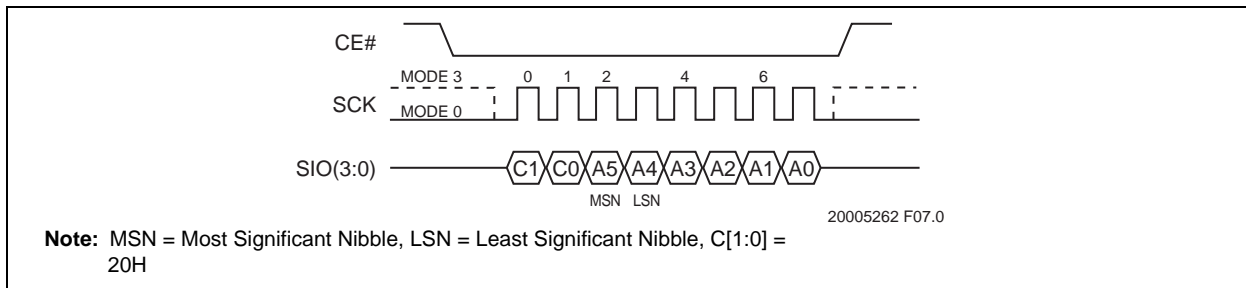 CE#
MODE 3 0 1 2 4 6
SCK
MODE 0
SIO(3:0) C1 C0 A5 A4 A3 A2 A1 A0
MSN LSN
20005262 F07.0
Note: MSN = Most Significant Nibble, LSN = Least Significant Nibble, C[1:0] =
20H